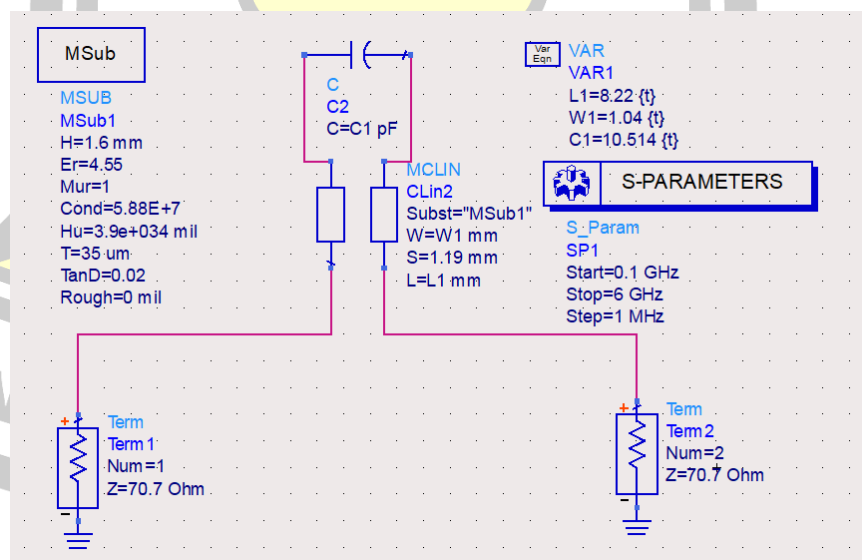 MSub
MSUB
MSub1
H=1.6 mm
Er=4.55
Mur=1
Cond=5.88E+7
Hu=3.9e+034 mil
T=35 um
TanD=0.02
Rough=0 mil
C
C2
C=C1 pF
MCLIN
CLin2
Subst="MSub1"
W=W1 mm
S=1.19 mm
L=L1 mm
Var
Eqn
VAR
VAR1
L1=8.22 {t}
W1=1.04 {t}
C1=10.514 {t}
S-PARAMETERS
S_Param
SP1
Start=0.1 GHz
Stop=6 GHz
Step=1 MHz
+
Term
Term1
Num=1
Z=70.7 Ohm
-
+
Term
Term2
Num=2
Z=70.7 Ohm
-